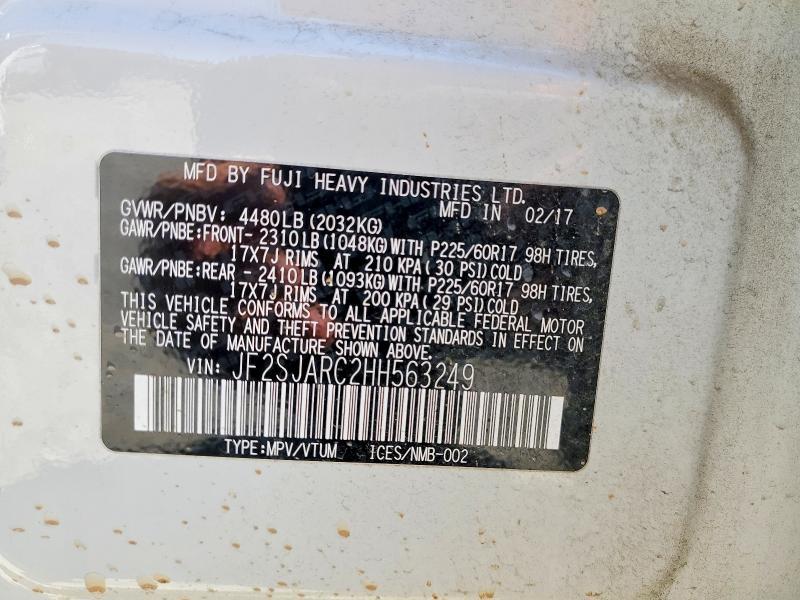 MFD BY FUJI HEAVY INDUSTRIES LTD.
GVWR/PNBV: 4480LB (2032KG) MFD IN 02/17
GAWR/PNBE:FRONT- 2310LB (1048KG) WITH P225/60R17 98H TIRES,
17X7J RIMS AT 210 KPA( 30 PSI) COLD
GAWR/PNBE:REAR - 2410LB (1093KG) WITH P225/60R17 98H TIRES,
17X7J RIMS AT 200 KPA( 29 PSI) COLD
THIS VEHICLE CONFORMS TO ALL APPLICABLE FEDERAL MOTOR
VEHICLE SAFETY AND THEFT PREVENTION STANDARDS IN EFFECT ON
THE DATE OF MANUFACTURE SHOWN ABOVE.
VIN: JF2SJARC2HH563249
TYPE:MPV/VTUM ICES/NMB-002